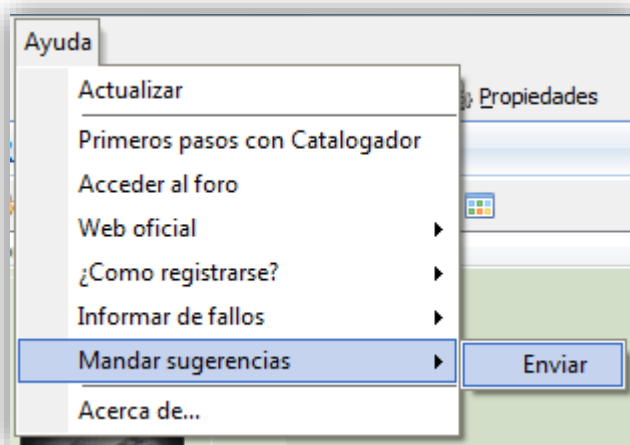 Ayuda
Actualizar
Propiedades
Primeros pasos con Catalogador
Acceder al foro
Web oficial
¿Como registrarse?
Informar de fallos
Mandar sugerencias
Enviar
Acerca de...